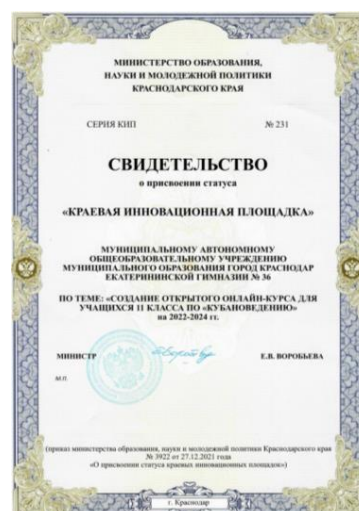 МИНИСТЕРСТВО ОБРАЗОВАНИЯ,
НАУКИ И МОЛОДЕЖНОЙ ПОЛИТИКИ
КРАСНОДАРСКОГО КРАЯ
СЕРИЯ КИП № 231
СВИДЕТЕЛЬСТВО
о присвоении статуса
«КРАЕВАЯ ИННОВАЦИОННАЯ ПЛОЩАДКА»
МУНИЦИПАЛЬНОМУ АВТОНОМНОМУ
ОБЩЕОБРАЗОВАТЕЛЬНОМУ УЧРЕЖДЕНИЮ
МУНИЦИПАЛЬНОГО ОБРАЗОВАНИЯ ГОРОД КРАСНОДАР
ЕКАТЕРИНИНСКОЙ ГИМНАЗИИ № 36
ПО ТЕМЕ: «СОЗДАНИЕ ОТКРЫТОГО ОНЛАЙН-КУРСА ДЛЯ
УЧАЩИХСЯ 11 КЛАССА ПО «КУБАНОВЕДЕНИЮ»
на 2022-2024 гг.
МИНИСТР Е.В. ВОРОБЬЕВА
М.П.
(приказ министерства образования, науки и молодежной политики Краснодарского края
№ 3922 от 27.12.2021 года
«О присвоении статуса краевых инновационных площадок»)
г. Краснодар